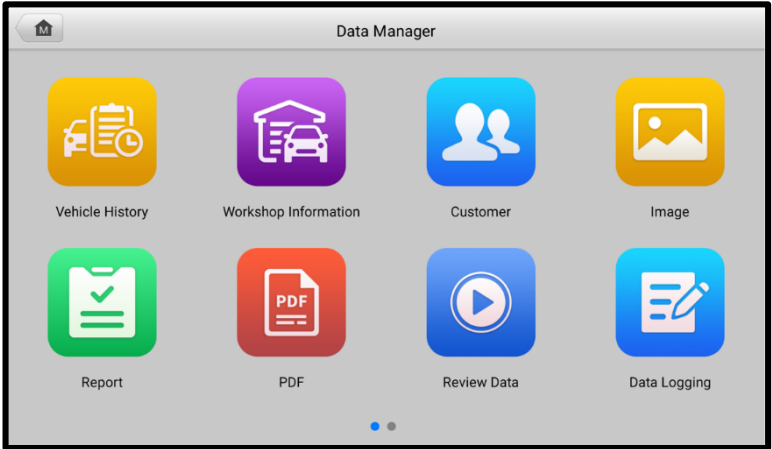 M
Data Manager
Vehicle History
Workshop Information
Customer
Image
PDF
Report
PDF
Review Data
Data Logging